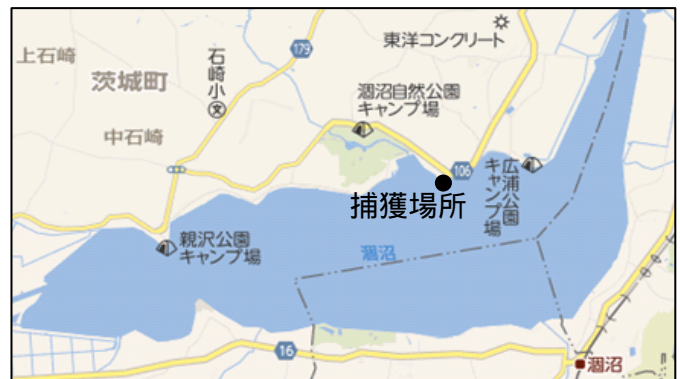 東洋コンクリート
179
上石崎
石崎小
文
茨城町
涸沼自然公園
キャンプ場
中石崎
106
広浦公園
キャンプ場
捕獲場所
親沢公園
キャンプ場
涸沼
16
涸沼